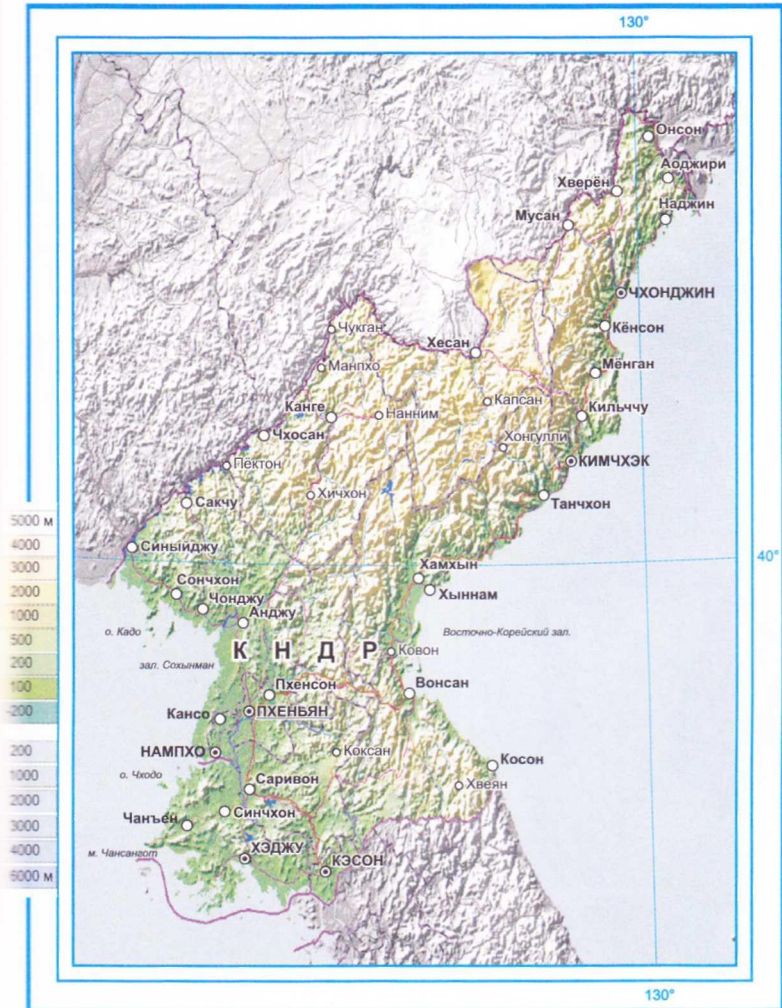 130°
Онсон
Аоджири
Хверён
Наджин
Мусан
ЧХОНДЖИН
Чукган
Кёнсон
Хесан
Манпхо
Мёнган
Капсан
Канге
Нанним
Кильччу
Чхосан
Хонгулли
Пёктон
КИМЧХЭК
Хичхон
Сакчу
Танчхон
5000 м
4000
3000
2000
1000
500
200
100
-200
200
1000
2000
3000
4000
6000 м
Синыйджу
40°
Хамхын
Сончхон
Хыннам
Чонджу
Анджу
о. Кадо
Восточно-Корейский зал.
К Н Д Р
Ковон
зал. Сохынман
Пхенсон
Вонсан
Кансо
ПХЕНЬЯН
НАМПХО
Коксан
Косон
о. Чходо
Саривон
Хвеян
Чанъён
Синчхон
м. Чансангот
ХЭДЖУ
КЭСОН
130°